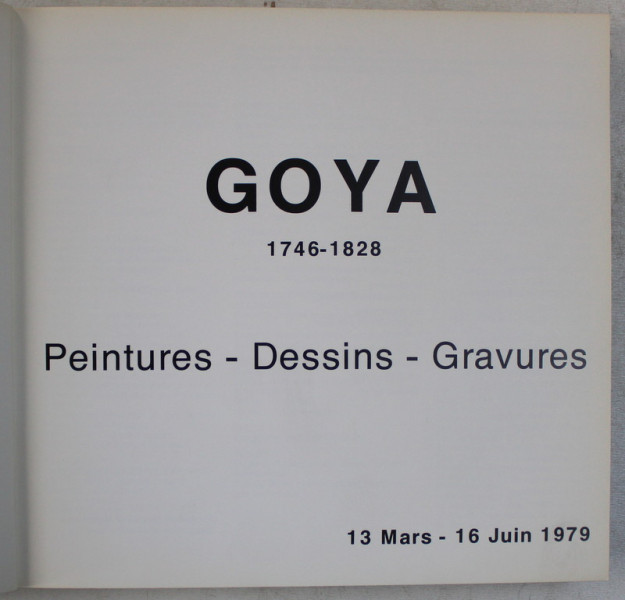 GOYA
1746-1828
Peintures - Dessins - Gravures
13 Mars - 16 Juin 1979